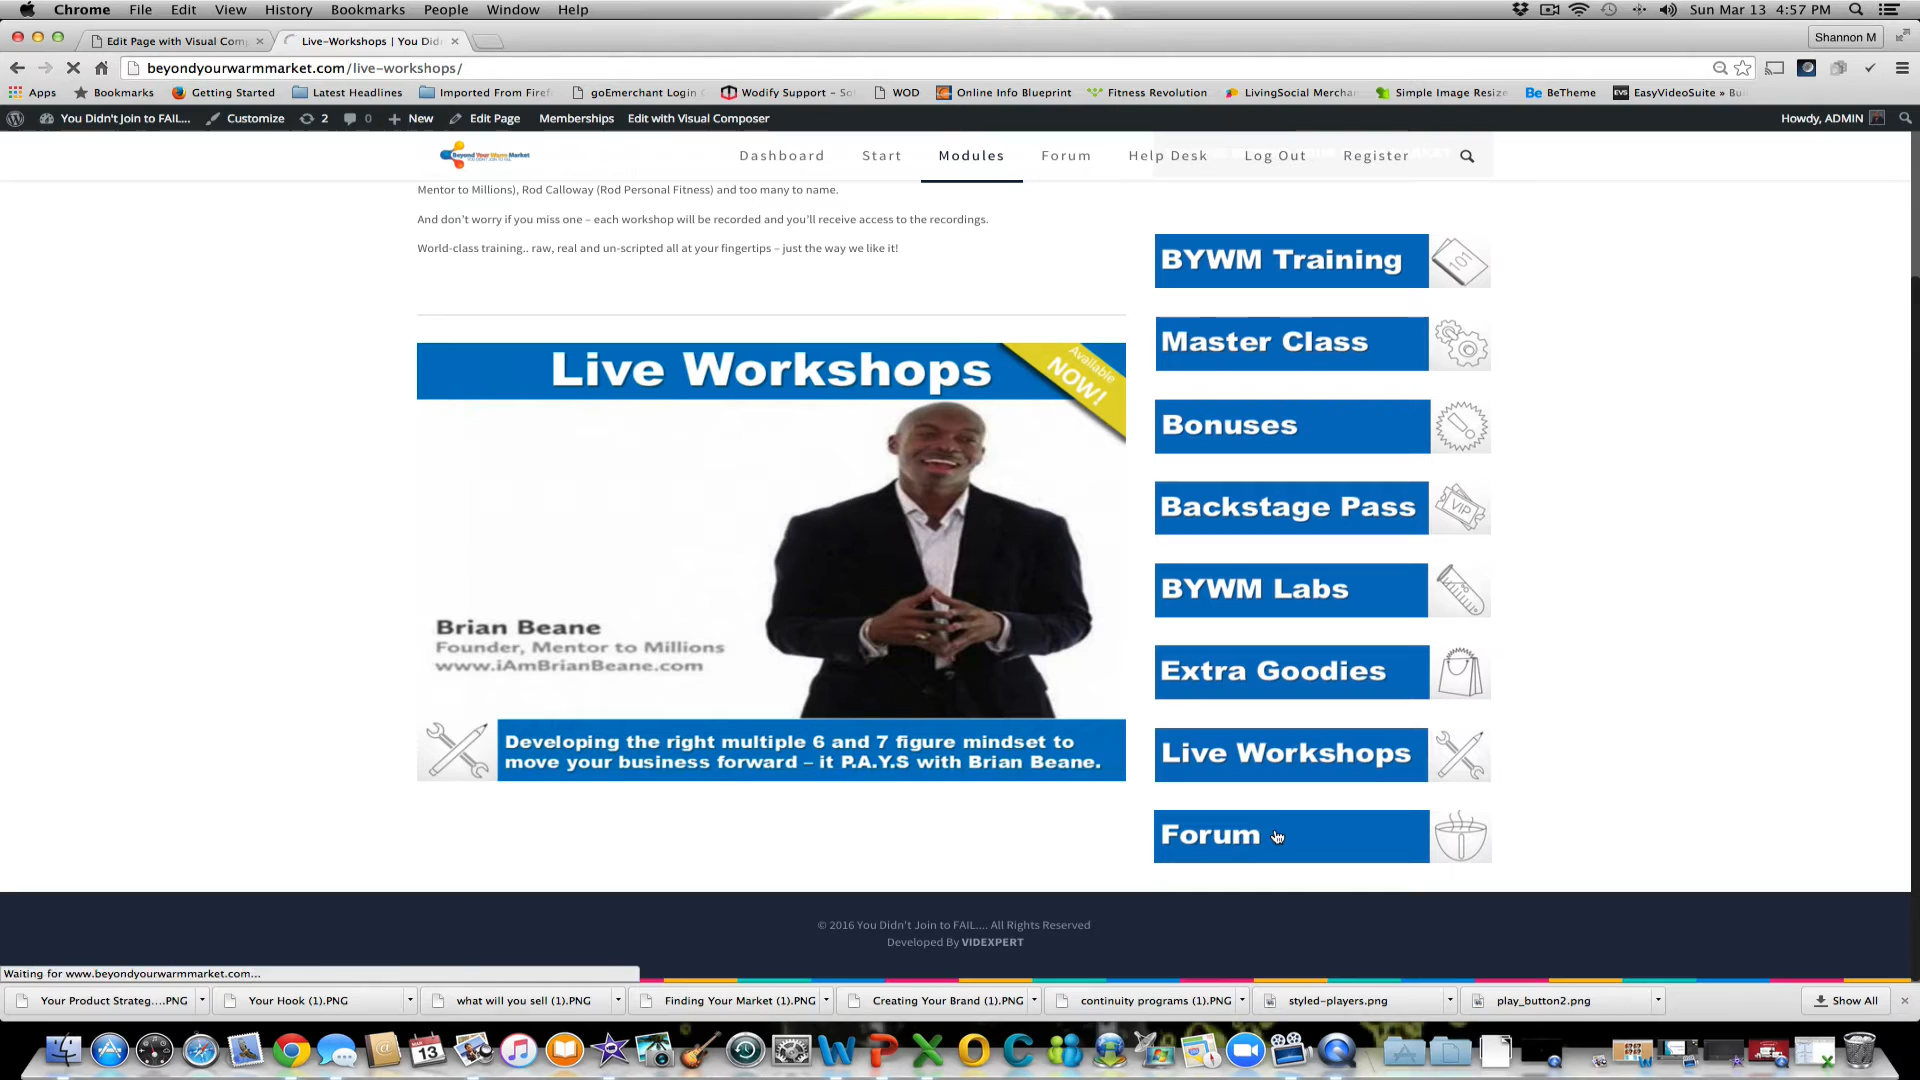 Chrome File Edit View History Bookmarks People Window Help Sun Mar 13 4:57 PM
Edit Page with Visual Com Live-Workshops | You Did Shannon M
beyondyourwarmmarket.com/live-workshops/
Apps Bookmarks Getting Started Latest Headlines Imported From Firef goEmerchant Login Wodify Support – So WOD Online Info Blueprint Fitness Revolution LivingSocial Mercha Simple Image Resize BeTheme EVS EasyVideoSuite » Bu
You Didn't Join to FAIL... Customize 2 0 New Edit Page Memberships Edit with Visual Composer Howdy, ADMIN
Beyond Your Warm Market Dashboard Start Modules Forum Help Desk Log Out Register
Mentor to Millions), Rod Calloway (Rod Personal Fitness) and too many to name.
And don't worry if you miss one – each workshop will be recorded and you'll receive access to the recordings.
World-class training.. raw, real and un-scripted all at your fingertips – just the way we like it!
Live Workshops
Available
NOW!
Brian Beane
Founder, Mentor to Millions
www.iAmBrianBeane.com
Developing the right multiple 6 and 7 figure mindset to
move your business forward – it P.A.Y.S with Brian Beane.
BYWM Training
101
Master Class
Bonuses
Backstage Pass
VIP
BYWM Labs
Extra Goodies
Live Workshops
Forum
© 2016 You Didn't Join to FAIL.... All Rights Reserved
Developed By VIDEXPERT
Waiting for www.beyondyourwarmmarket.com...
Your Product Strateg....PNG Your Hook (1).PNG what will you sell (1).PNG Finding Your Market (1).PNG Creating Your Brand (1).PNG continuity programs (1).PNG styled-players.png play_button2.png Show All
MAR
13